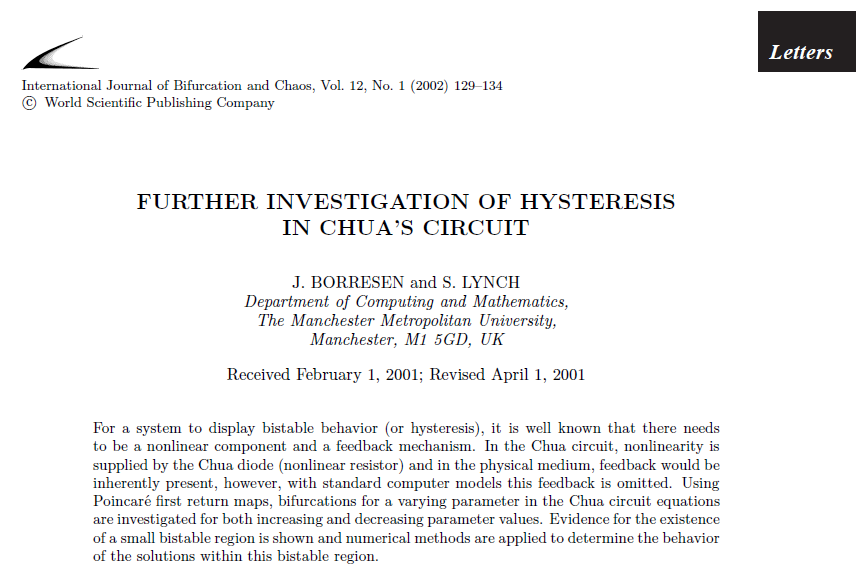 Letters
International Journal of Bifurcation and Chaos, Vol. 12, No. 1 (2002) 129–134
© World Scientific Publishing Company
FURTHER INVESTIGATION OF HYSTERESIS
IN CHUA'S CIRCUIT
J. BORRESEN and S. LYNCH
Department of Computing and Mathematics,
The Manchester Metropolitan University,
Manchester, M1 5GD, UK
Received February 1, 2001; Revised April 1, 2001
For a system to display bistable behavior (or hysteresis), it is well known that there needs
to be a nonlinear component and a feedback mechanism. In the Chua circuit, nonlinearity is
supplied by the Chua diode (nonlinear resistor) and in the physical medium, feedback would be
inherently present, however, with standard computer models this feedback is omitted. Using
Poincaré first return maps, bifurcations for a varying parameter in the Chua circuit equations
are investigated for both increasing and decreasing parameter values. Evidence for the existence
of a small bistable region is shown and numerical methods are applied to determine the behavior
of the solutions within this bistable region.